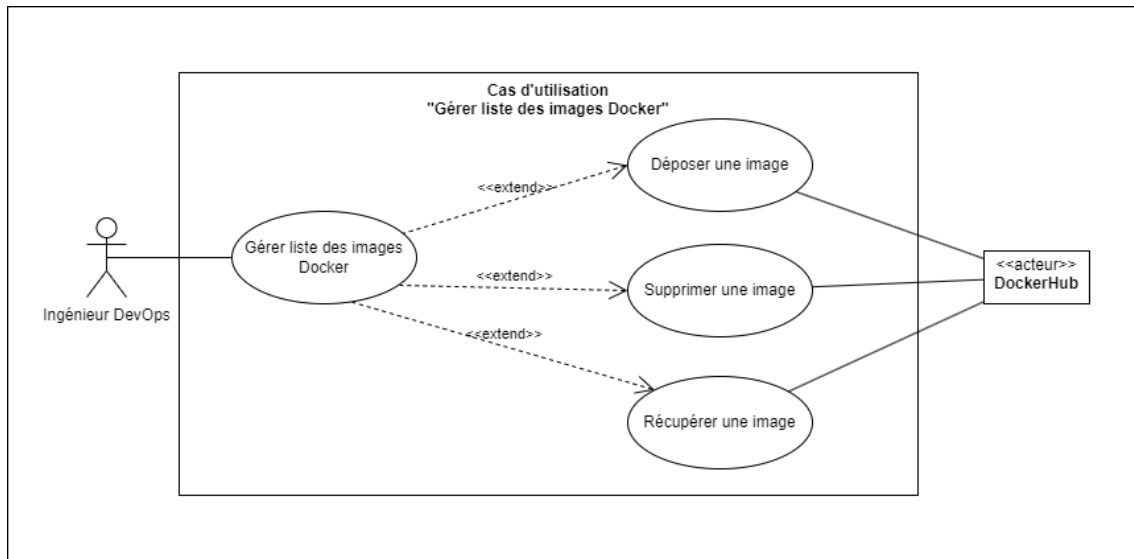 Cas d'utilisation
"Gérer liste des images Docker"
Déposer une image
<<extend>>
Gérer liste des images
Docker
<<extend>>
Supprimer une image
<<acteur>>
DockerHub
Ingénieur DevOps
<<extend>>
Récupérer une image